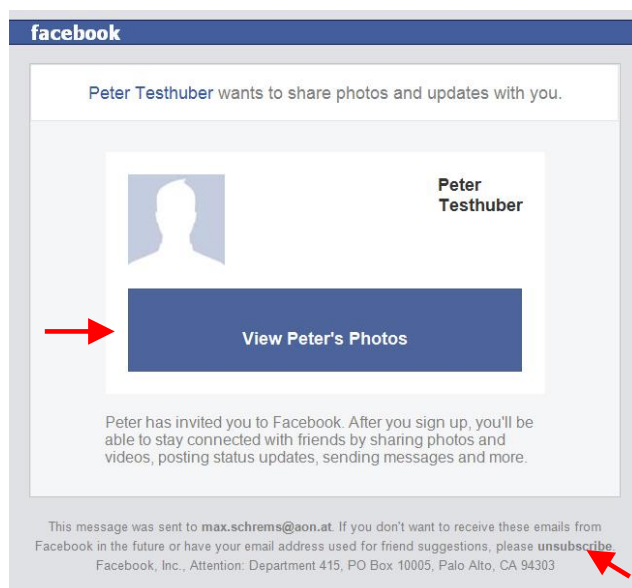 facebook
Peter Testhuber wants to share photos and updates with you.
Peter
Testhuber
View Peter's Photos
Peter has invited you to Facebook. After you sign up, you'll be
able to stay connected with friends by sharing photos and
videos, posting status updates, sending messages and more.
This message was sent to max.schrems@aon.at. If you don't want to receive these emails from
Facebook in the future or have your email address used for friend suggestions, please unsubscribe.
Facebook, Inc., Attention: Department 415, PO Box 10005, Palo Alto, CA 94303